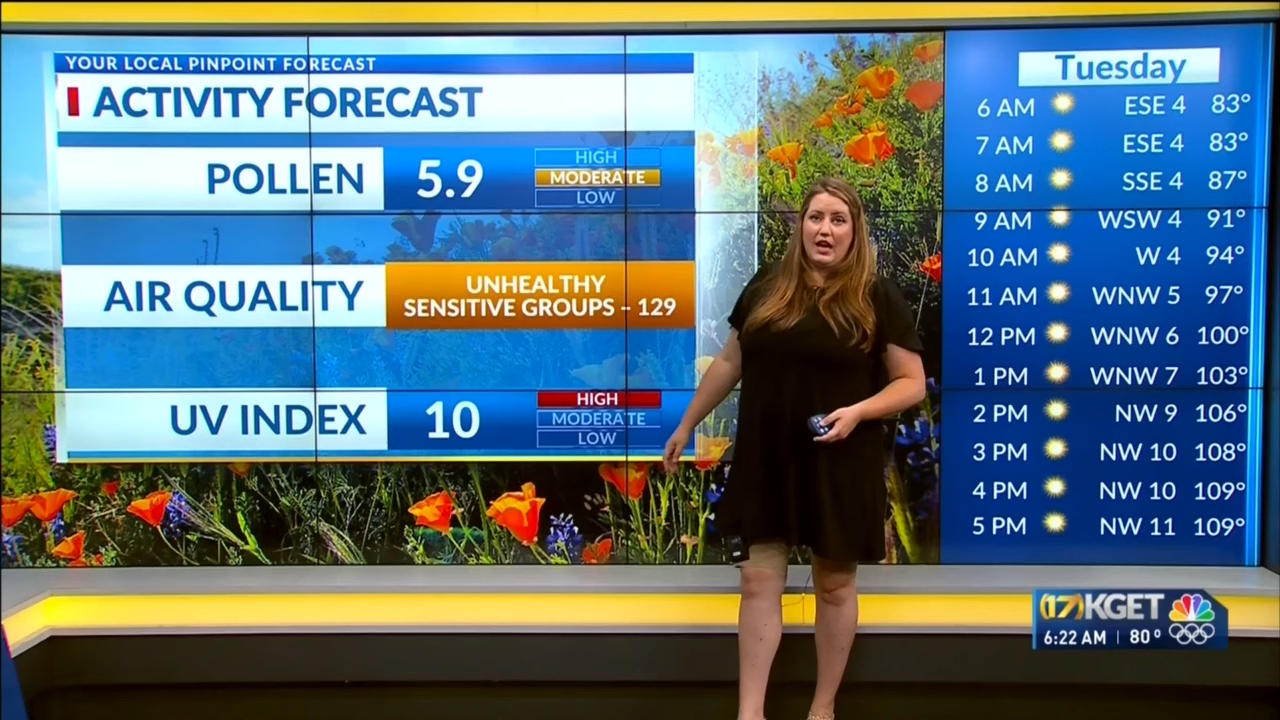 YOUR LOCAL PINPOINT FORECAST
ACTIVITY FORECAST
POLLEN 5.9
HIGH
MODERATE
LOW
AIR QUALITY
UNHEALTHY
SENSITIVE GROUPS – 129
UV INDEX 10
HIGH
MODERATE
LOW
Tuesday
6 AM ESE 4 83°
7 AM ESE 4 83°
8 AM SSE 4 87°
9 AM WSW 4 91°
10 AM W 4 94°
11 AM WNW 5 97°
12 PM WNW 6 100°
1 PM WNW 7 103°
2 PM NW 9 106°
3 PM NW 10 108°
4 PM NW 10 109°
5 PM NW 11 109°
17 KGET
6:22 AM | 80°